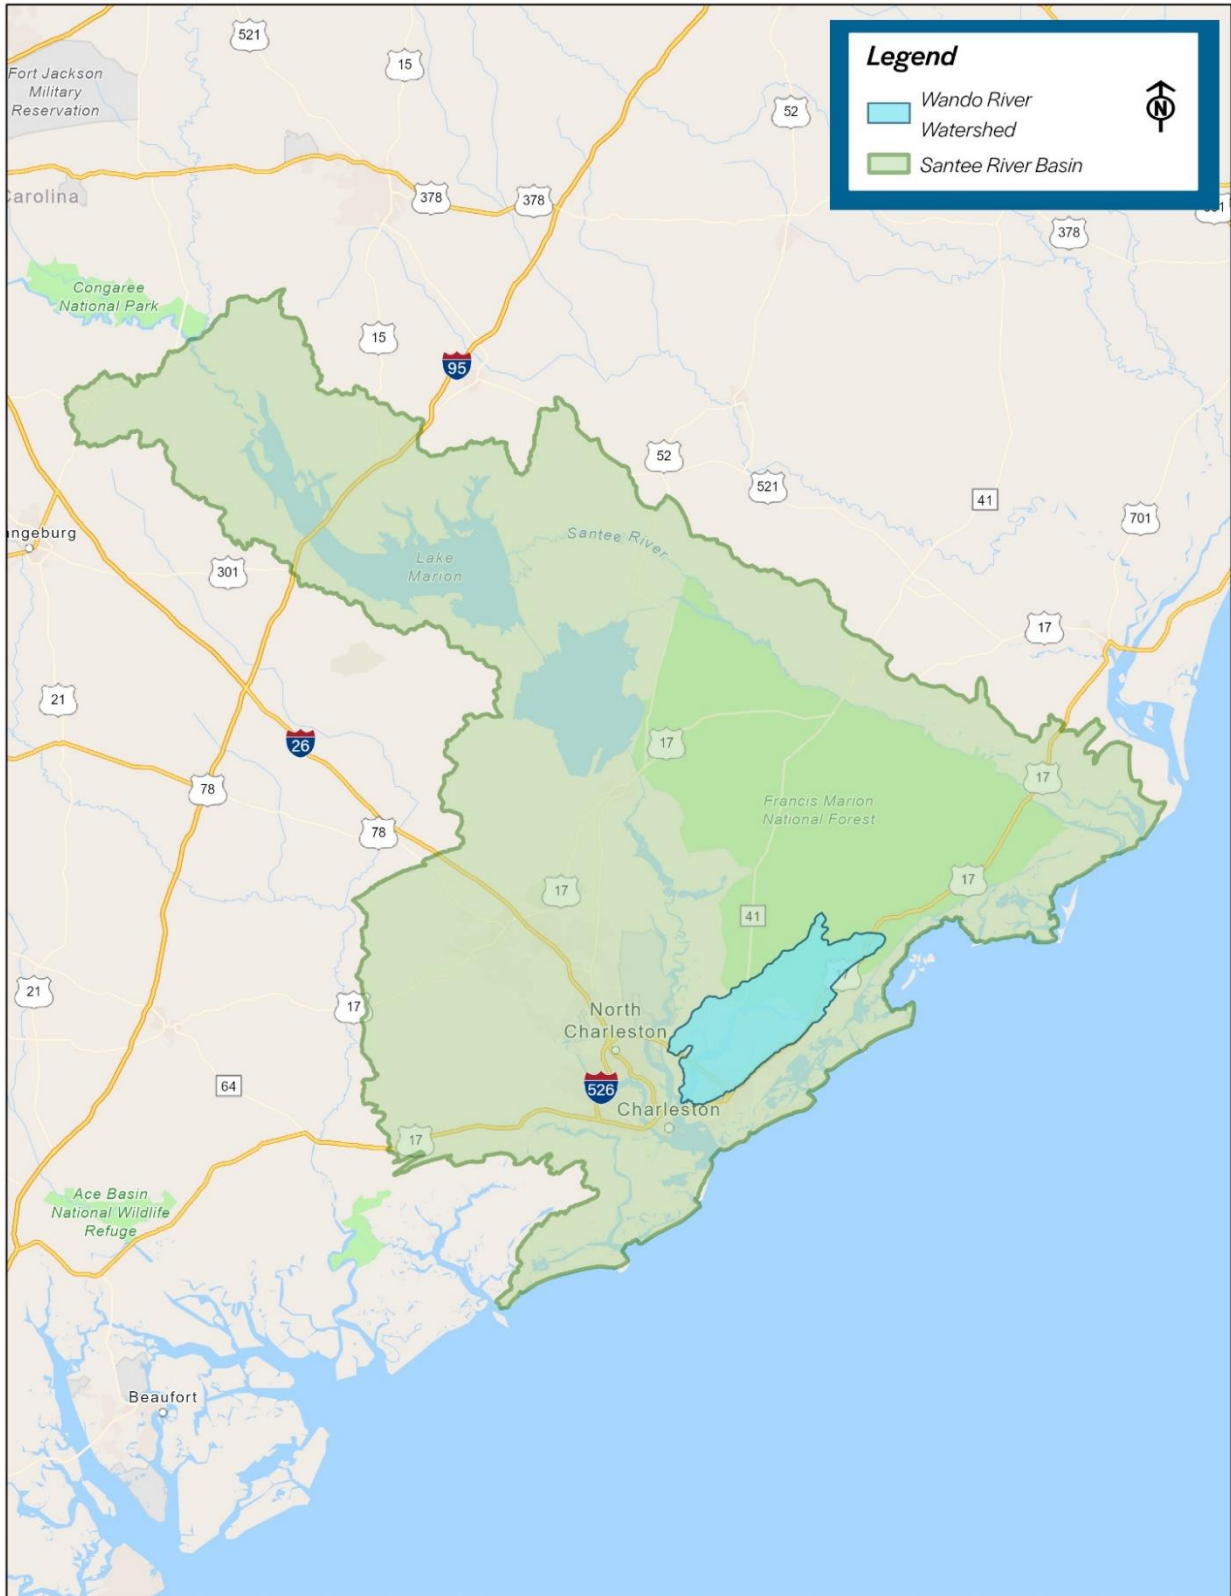 521
Fort Jackson
Military
Reservation
15
52
Legend
Wando River
Watershed
N
Santee River Basin
Carolina
378
378
378
Congaree
National Park
15
95
52
521
41
701
angeburg
Santee River
Lake
Marion
301
17
21
26
17
78
78
17
Francis Marion
National Forest
17
17
41
17
21
17
North
Charleston
64
526
Charleston
17
Ace Basin
National Wildlife
Refuge
Beaufort